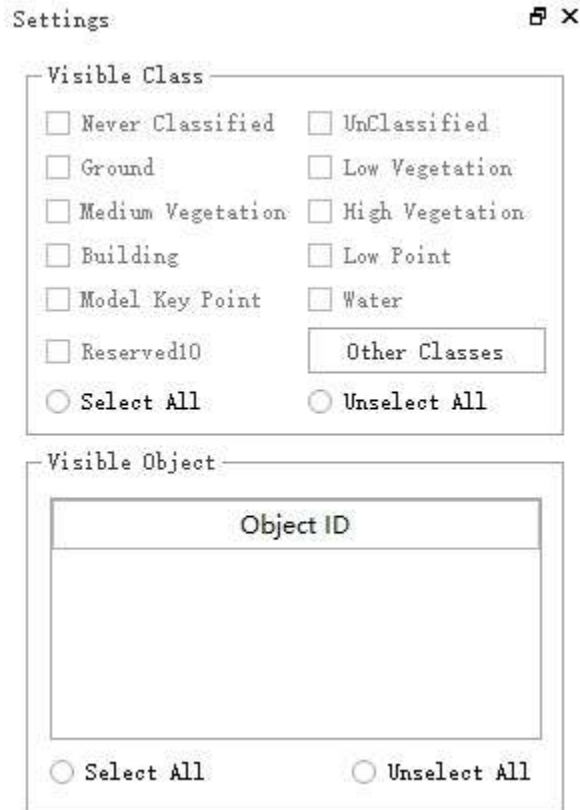 Settings
Visible Class
Never Classified UnClassified
Ground Low Vegetation
Medium Vegetation High Vegetation
Building Low Point
Model Key Point Water
Reserved10 Other Classes
Select All Unselect All
Visible Object
Object ID
Select All Unselect All